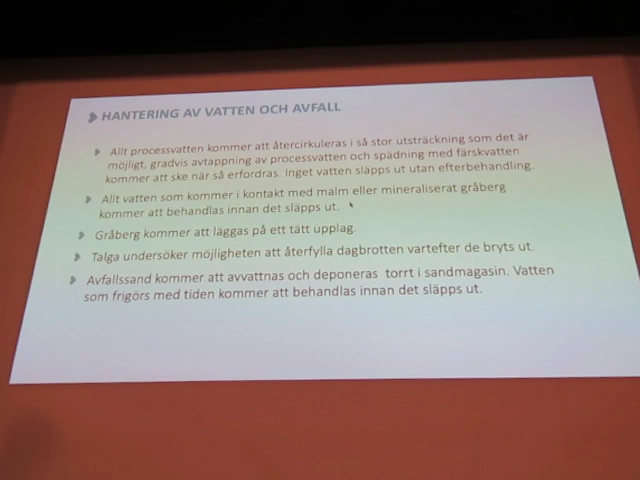 HANTERING AV VATTEN OCH AVFALL
Allt processvatten kommer att återcirkuleras i så stor utsträckning som det är
möjligt, gradvis avtappning av processvatten och spädning med färskvatten
kommer att ske när så erfordras. Inget vatten släpps ut utan efterbehandling.
Allt vatten som kommer i kontakt med malm eller mineraliserat gråberg
kommer att behandlas innan det släpps ut.
Gråberg kommer att läggas på ett tätt upplag.
Talga undersöker möjligheten att återfylla dagbrotten vartefter de bryts ut.
Avfallssand kommer att avvattnas och deponeras torrt i sandmagasin. Vatten
som frigörs med tiden kommer att behandlas innan det släpps ut.